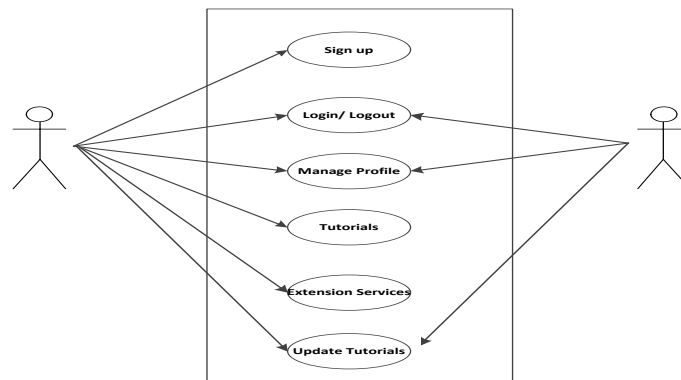 Sign up
Login/ Logout
Manage Profile
Tutorials
Extension Services
Update Tutorials